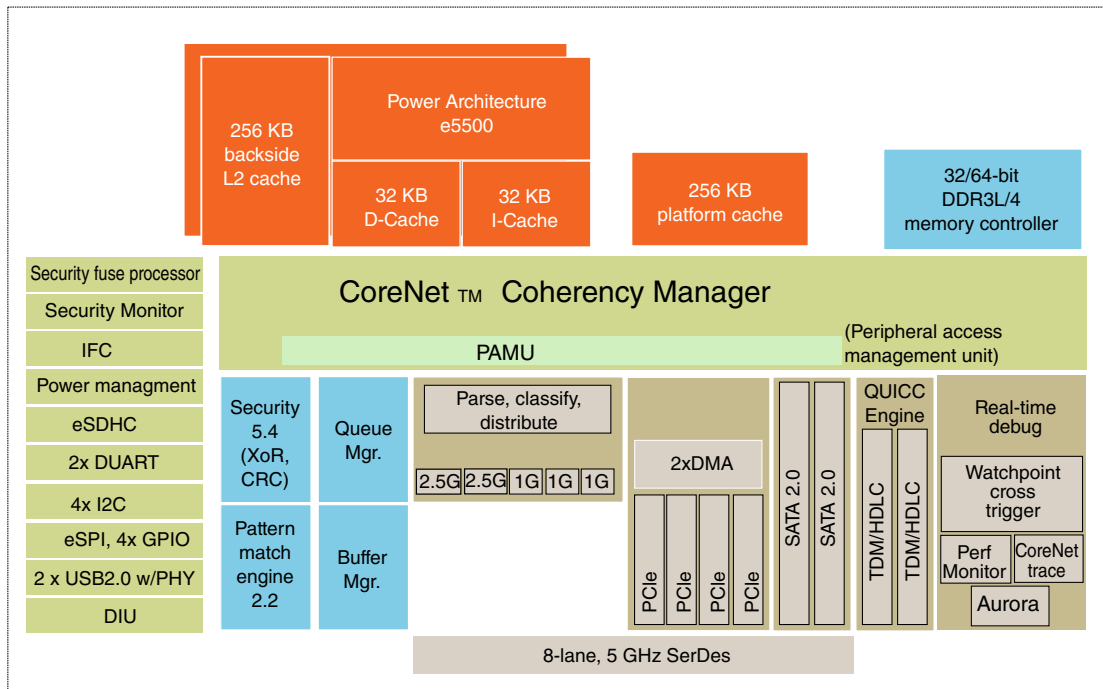 256 KB
backside
L2 cache
Power Architecture
e5500
32 KB
D-Cache
32 KB
I-Cache
256 KB
platform cache
32/64-bit
DDR3L/4
memory controller
Security fuse processor
Security Monitor
IFC
Power managment
eSDHC
2x DUART
4x I2C
eSPI, 4x GPIO
2 x USB2.0 w/PHY
DIU
CoreNet TM Coherency Manager
PAMU
(Peripheral access
management unit)
Security
5.4
(XoR,
CRC)
Queue
Mgr.
Pattern
match
engine
2.2
Buffer
Mgr.
Parse, classify,
distribute
2.5G
2.5G
1G
1G
1G
2xDMA
PCIe
PCIe
PCIe
PCIe
SATA 2.0
SATA 2.0
QUICC
Engine
TDM/HDLC
TDM/HDLC
Real-time
debug
Watchpoint
cross
trigger
Perf
Monitor
CoreNet
trace
Aurora
8-lane, 5 GHz SerDes